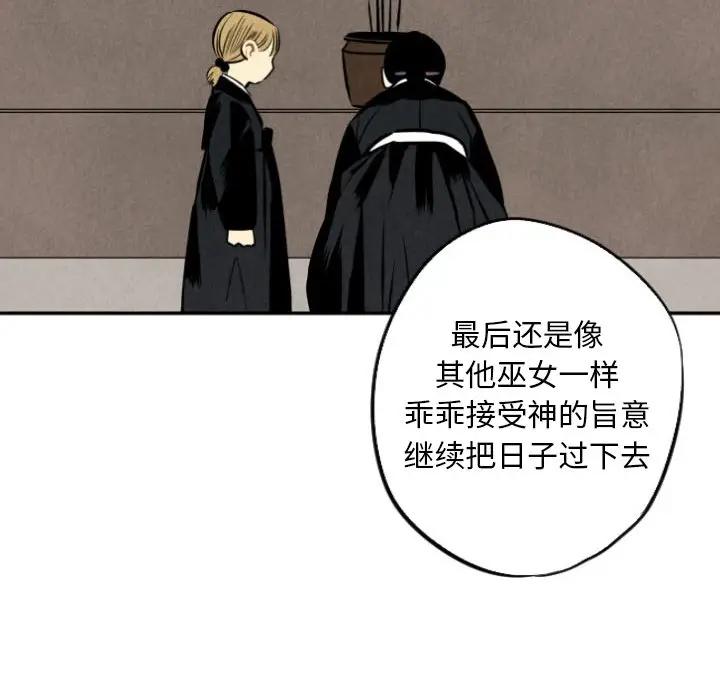 最后还是像
其他巫女一样
乖乖接受神的旨意
继续把日子过下去